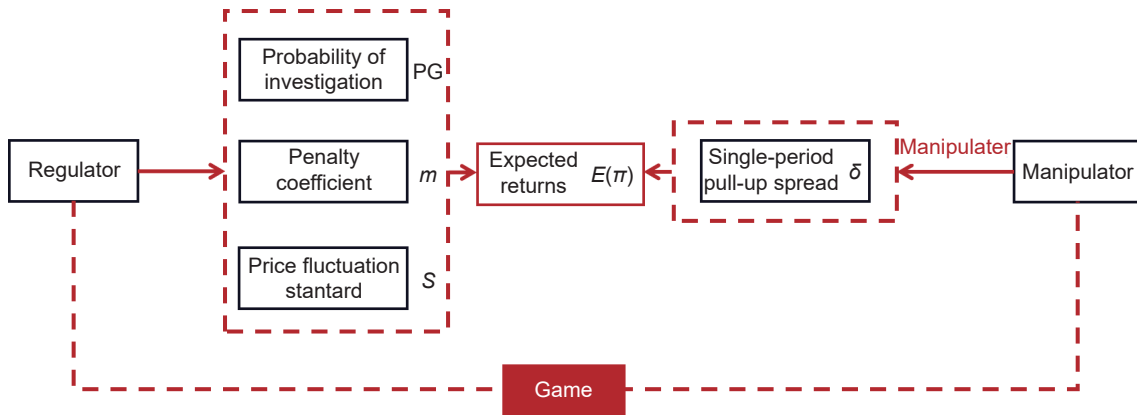 Probability of
investigation
PG
Regulator
Penalty
coefficient
m
Expected
returns
E(π)
Single-period
pull-up spread
δ
Manipulater
Manipulator
Price fluctuation
stantard
S
Game